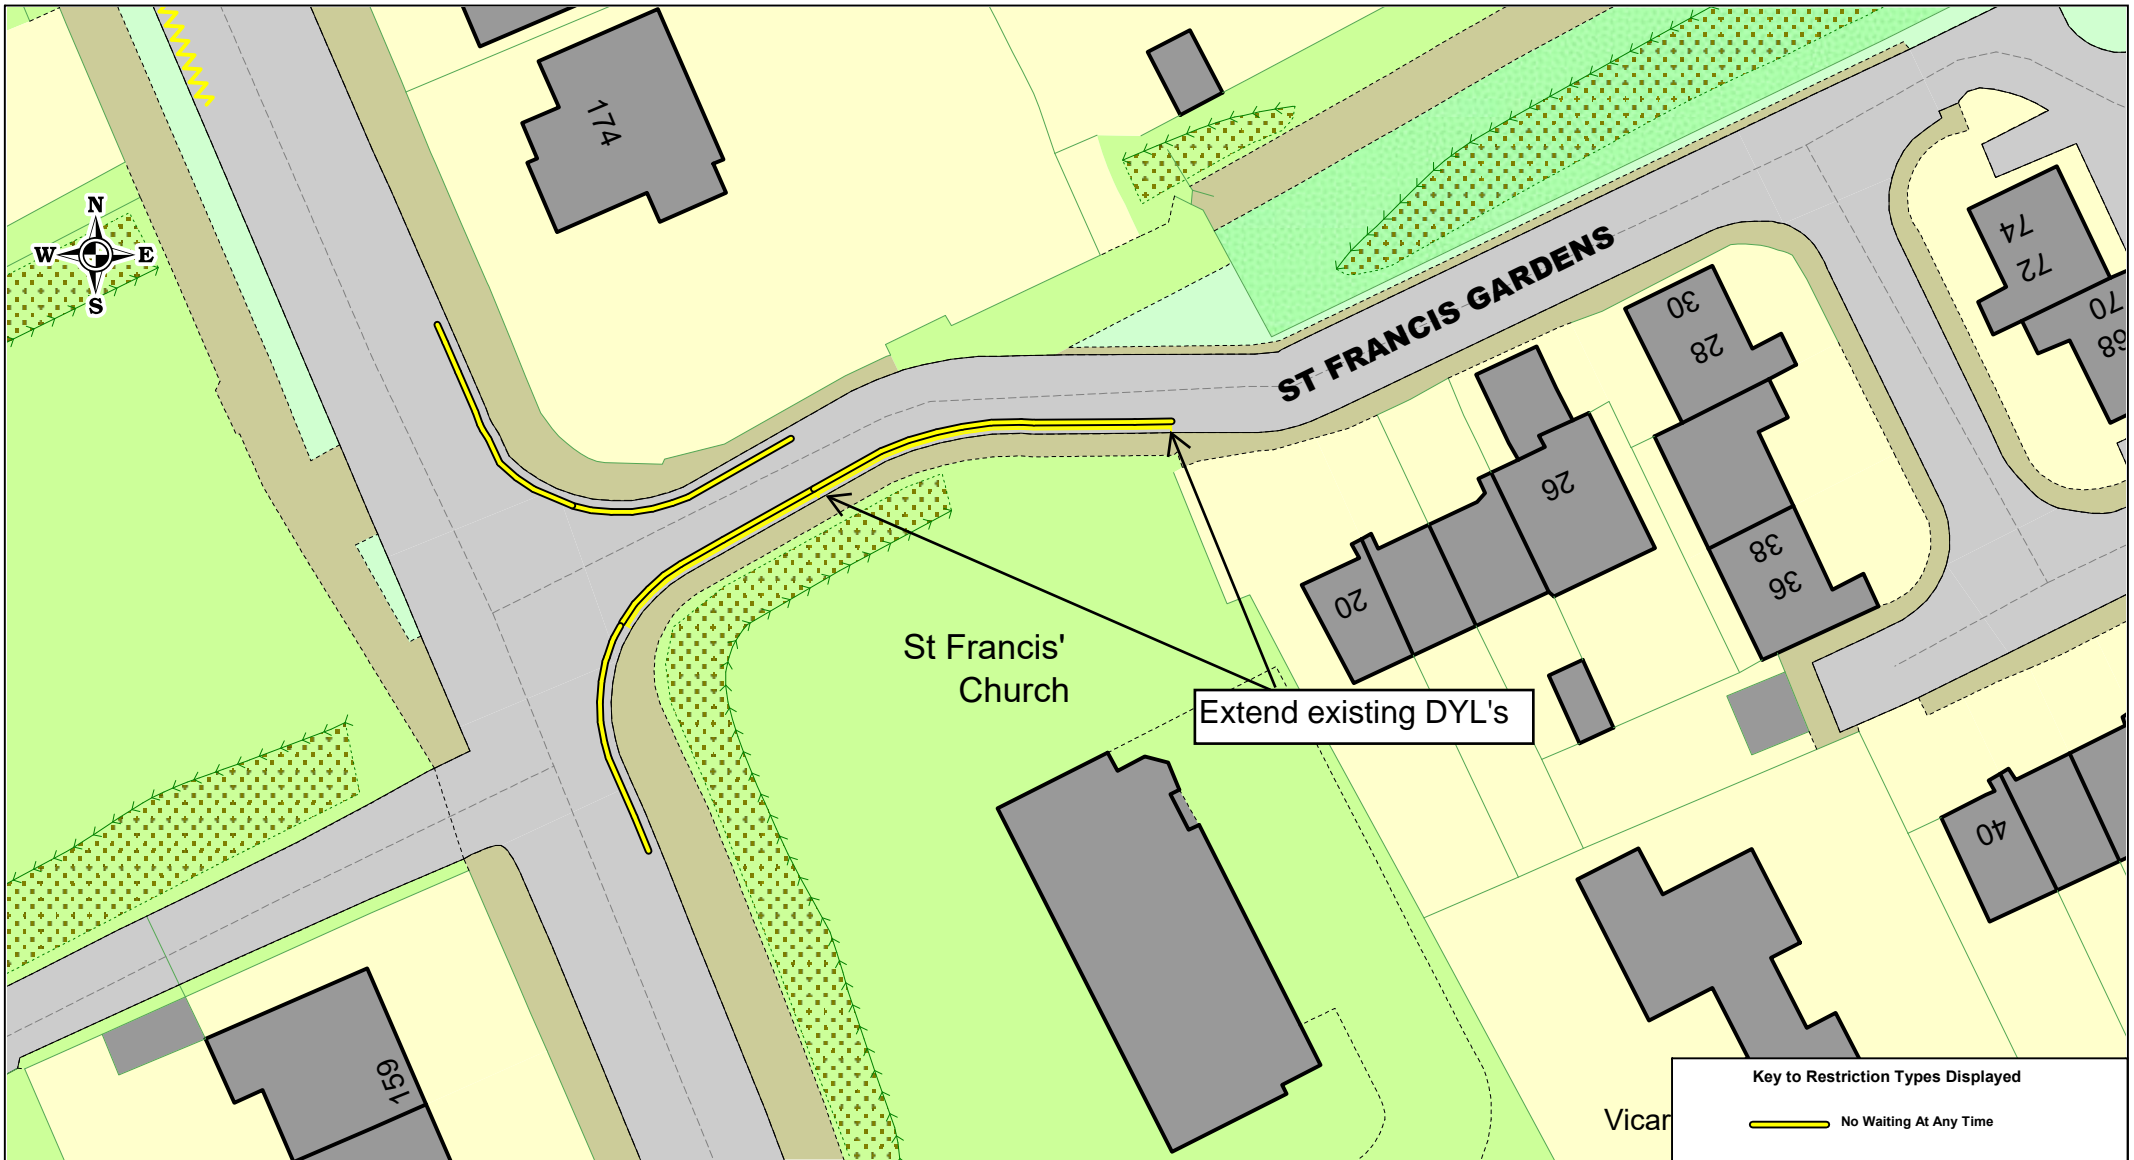 174
N
W E
S
ST FRANCIS GARDENS
74
72
70
68
30
28
26
20
38
36
St Francis'
Church
Extend existing DYL's
40
159
Vicar
Key to Restriction Types Displayed
No Waiting At Any Time